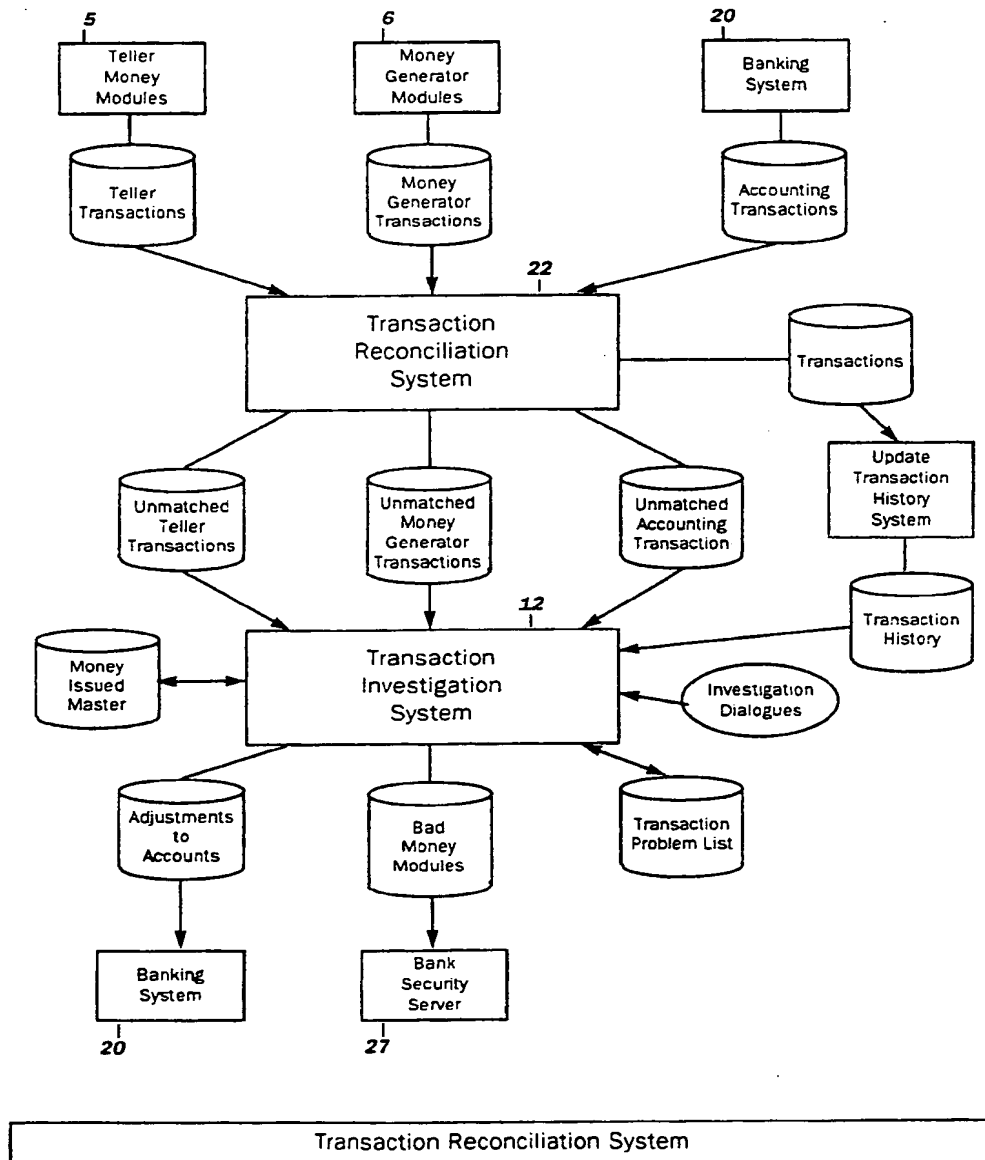 5
6
20
Teller
Money
Modules
Money
Generator
Modules
Banking
System
Teller
Transactions
Money
Generator
Transactions
Accounting
Transactions
22
Transaction
Reconciliation
System
Transactions
Update
Transaction
History
System
Unmatched
Teller
Transactions
Unmatched
Money
Generator
Transactions
Unmatched
Accounting
Transaction
12
Transaction
History
Money
Issued
Master
Transaction
Investigation
System
Investigation
Dialogues
Adjustments
to
Accounts
Bad
Money
Modules
Transaction
Problem List
Banking
System
Bank
Security
Server
20
27
Transaction Reconciliation System